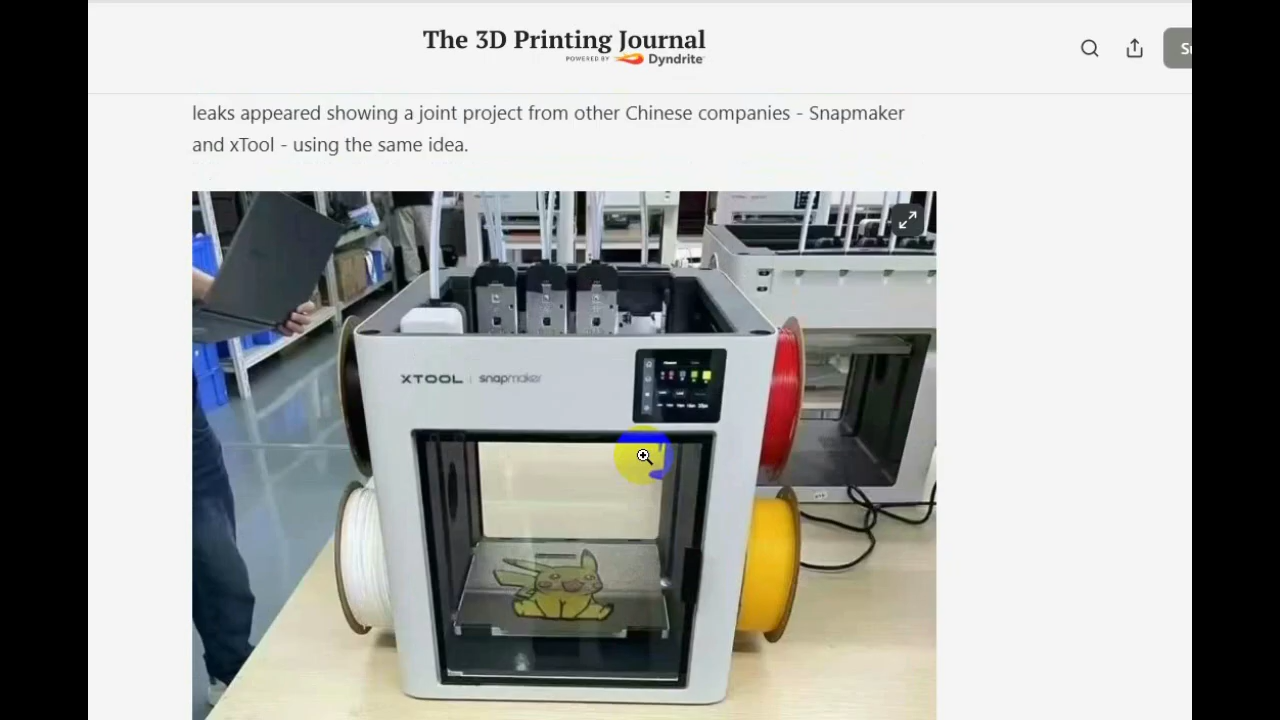 The 3D Printing Journal
POWERED BY Dyndrite
leaks appeared showing a joint project from other Chinese companies - Snapmaker
and xTool - using the same idea.
XTOOL | snapmaker